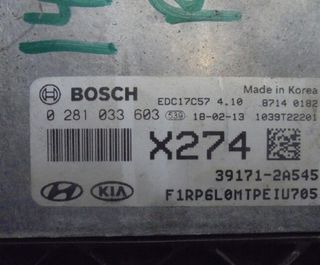 BOSCH
EDC17C57 4.10
Made in Korea
8714 0182
0 281 033 603
539
18-02-13
1039T22201
X274
KIA
39171-2A545
F1RP6L0MTPEIU705